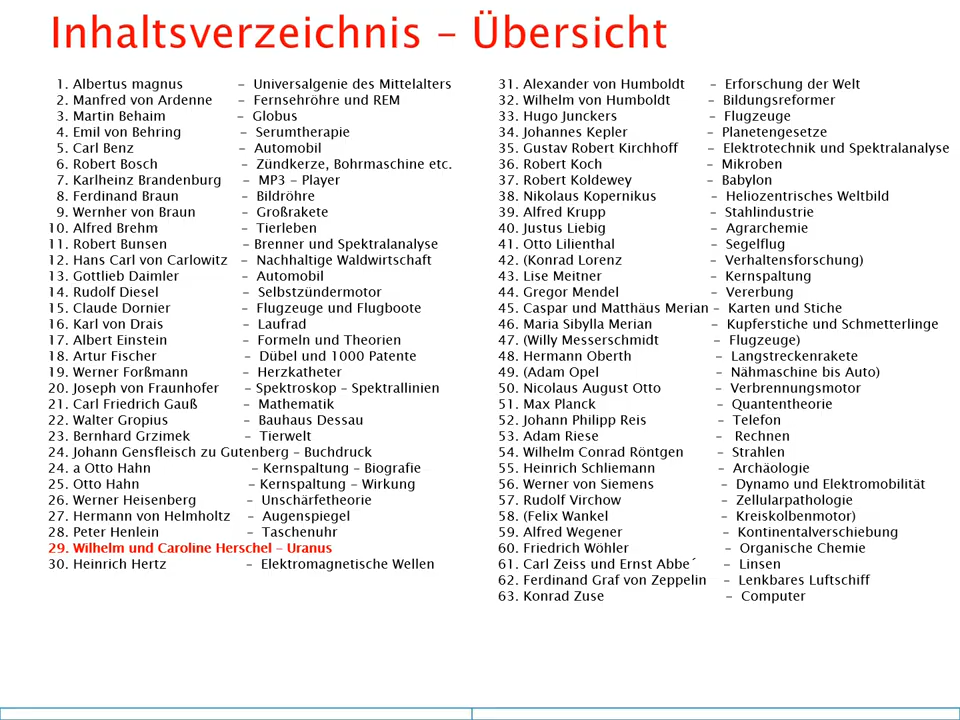 Inhaltsverzeichnis – Übersicht
1. Albertus magnus – Universalgenie des Mittelalters
2. Manfred von Ardenne – Fernsehröhre und REM
3. Martin Behaim – Globus
4. Emil von Behring – Serumtherapie
5. Carl Benz – Automobil
6. Robert Bosch – Zündkerze, Bohrmaschine etc.
7. Karlheinz Brandenburg – MP3 – Player
8. Ferdinand Braun – Bildröhre
9. Wernher von Braun – Großrakete
10. Alfred Brehm – Tierleben
11. Robert Bunsen – Brenner und Spektralanalyse
12. Hans Carl von Carlowitz – Nachhaltige Waldwirtschaft
13. Gottlieb Daimler – Automobil
14. Rudolf Diesel – Selbstzündermotor
15. Claude Dornier – Flugzeuge und Flugboote
16. Karl von Drais – Laufrad
17. Albert Einstein – Formeln und Theorien
18. Artur Fischer – Dübel und 1000 Patente
19. Werner Forßmann – Herzkatheter
20. Joseph von Fraunhofer – Spektroskop – Spektrallinien
21. Carl Friedrich Gauß – Mathematik
22. Walter Gropius – Bauhaus Dessau
23. Bernhard Grzimek – Tierwelt
24. Johann Gensfleisch zu Gutenberg – Buchdruck
24. a Otto Hahn – Kernspaltung – Biografie
25. Otto Hahn – Kernspaltung – Wirkung
26. Werner Heisenberg – Unschärfetheorie
27. Hermann von Helmholtz – Augenspiegel
28. Peter Henlein – Taschenuhr
29. Wilhelm und Caroline Herschel – Uranus
30. Heinrich Hertz – Elektromagnetische Wellen
31. Alexander von Humboldt – Erforschung der Welt
32. Wilhelm von Humboldt – Bildungsreformer
33. Hugo Junckers – Flugzeuge
34. Johannes Kepler – Planetengesetze
35. Gustav Robert Kirchhoff – Elektrotechnik und Spektralanalyse
36. Robert Koch – Mikroben
37. Robert Koldewey – Babylon
38. Nikolaus Kopernikus – Heliozentrisches Weltbild
39. Alfred Krupp – Stahlindustrie
40. Justus Liebig – Agrarchemie
41. Otto Lilienthal – Segelflug
42. (Konrad Lorenz – Verhaltensforschung)
43. Lise Meitner – Kernspaltung
44. Gregor Mendel – Vererbung
45. Caspar und Matthäus Merian – Karten und Stiche
46. Maria Sibylla Merian – Kupferstiche und Schmetterlinge
47. (Willy Messerschmidt – Flugzeuge)
48. Hermann Oberth – Langstreckenrakete
49. (Adam Opel – Nähmaschine bis Auto)
50. Nicolaus August Otto – Verbrennungsmotor
51. Max Planck – Quantentheorie
52. Johann Philipp Reis – Telefon
53. Adam Riese – Rechnen
54. Wilhelm Conrad Röntgen – Strahlen
55. Heinrich Schliemann – Archäologie
56. Werner von Siemens – Dynamo und Elektromobilität
57. Rudolf Virchow – Zellularpathologie
58. (Felix Wankel – Kreiskolbenmotor)
59. Alfred Wegener – Kontinentalverschiebung
60. Friedrich Wöhler – Organische Chemie
61. Carl Zeiss und Ernst Abbe´ – Linsen
62. Ferdinand Graf von Zeppelin – Lenkbares Luftschiff
63. Konrad Zuse – Computer